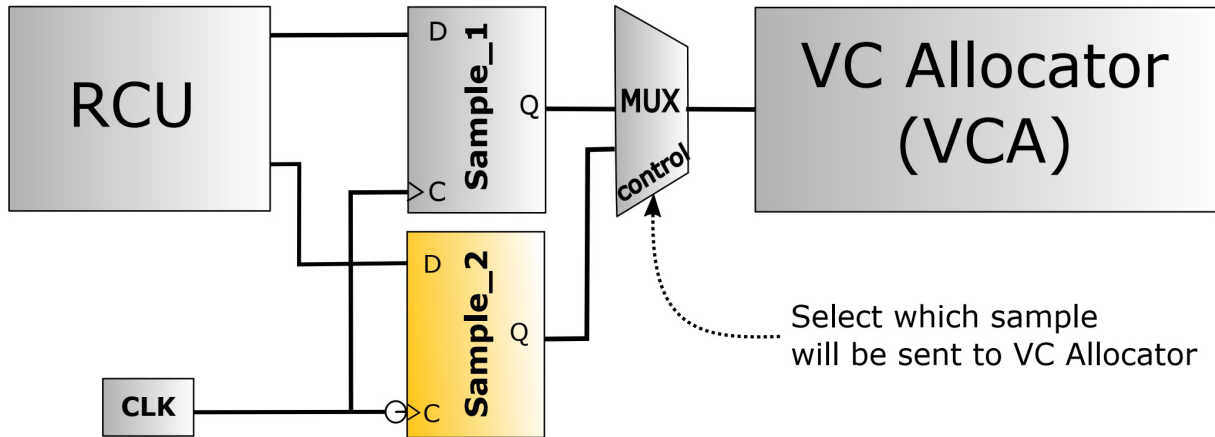 RCU
D
Sample_1
Q
C
MUX
control
VC Allocator
(VCA)
D
Sample_2
Q
C
CLK
Select which sample
will be sent to VC Allocator